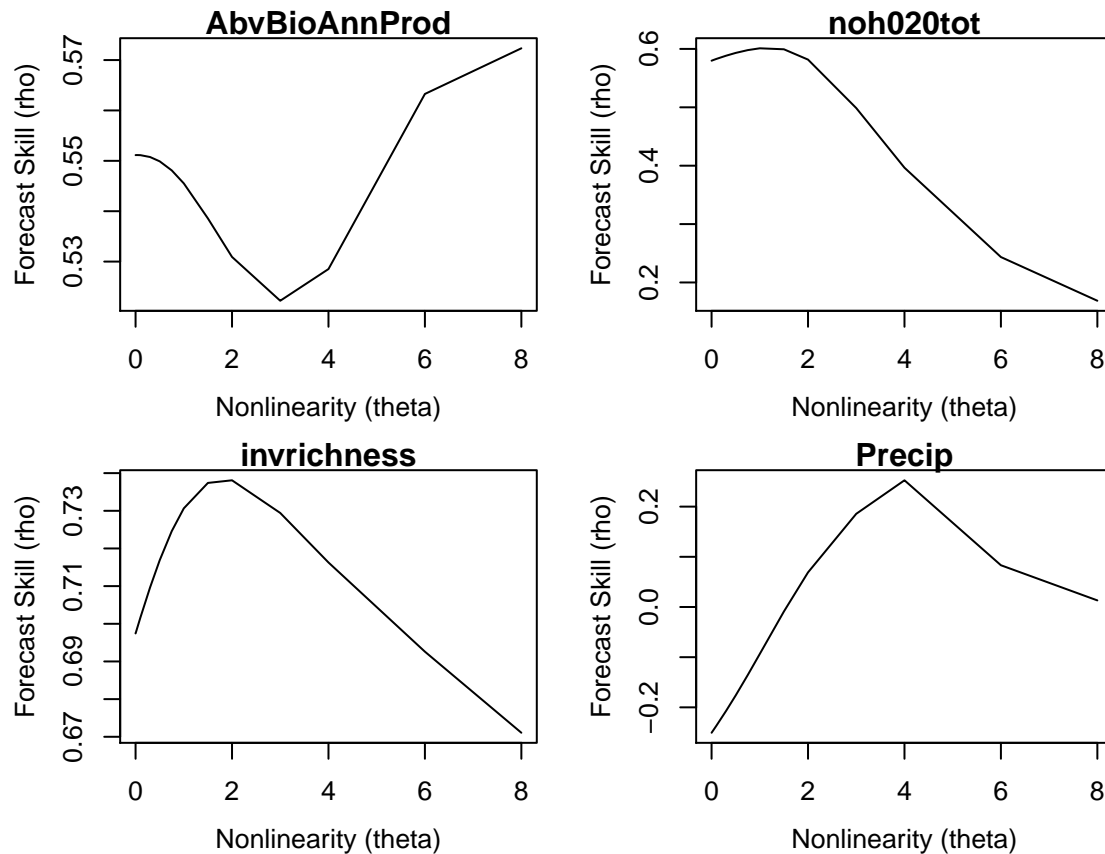 AbvBioAnnProd
Forecast Skill (rho)
0.53 0.55 0.57
0 2 4 6 8
Nonlinearity (theta)
noh020tot
Forecast Skill (rho)
0.2 0.4 0.6
0 2 4 6 8
Nonlinearity (theta)
invrichness
Forecast Skill (rho)
0.67 0.69 0.71 0.73
0 2 4 6 8
Nonlinearity (theta)
Precip
Forecast Skill (rho)
−0.2 0.0 0.2
0 2 4 6 8
Nonlinearity (theta)